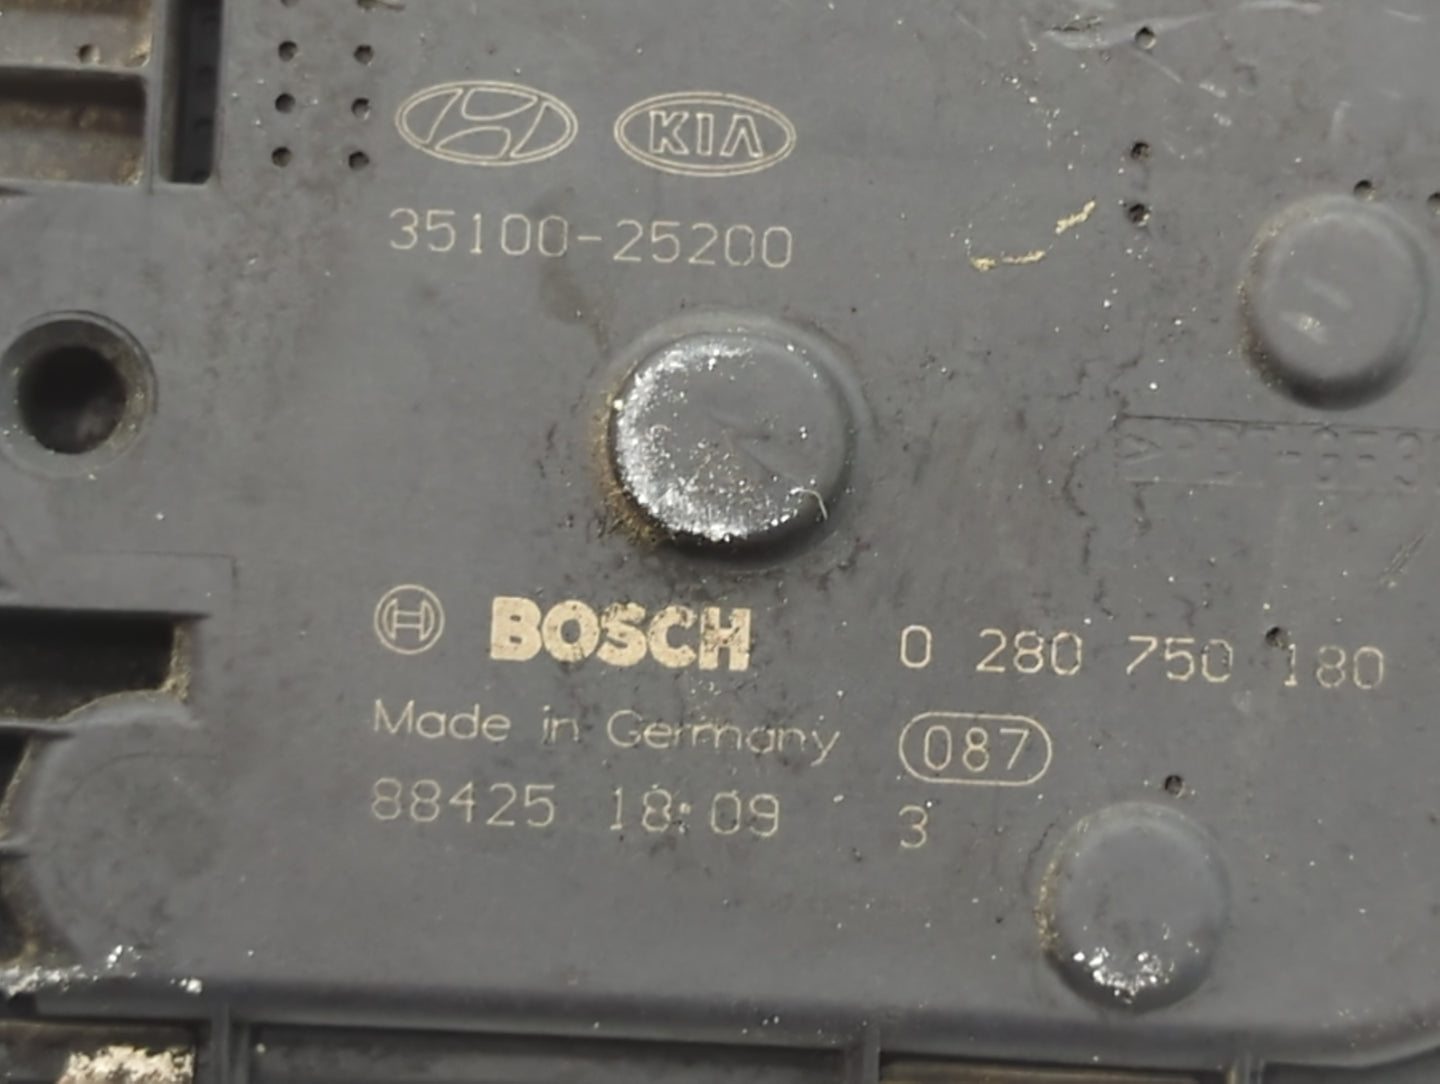 KIA
35100-25200
BOSCH 0 280 750 180
Made in Germany 087
88425 18:09 3